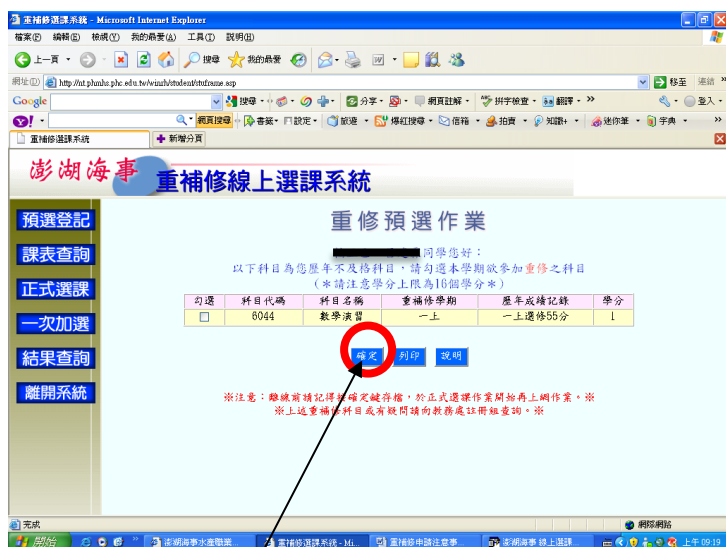 重補修選課系統 - Microsoft Internet Explorer
檔案(F) 編輯(E) 檢視(V) 我的最愛(A) 工具(T) 說明(H)
上一頁 搜尋 我的最愛
網址(D) http://nt.phmhs.phc.edu.tw/winzh/student/stuframe.asp 移至 連結 »
Google 搜尋 分享 網頁註解 拼字檢查 翻譯 » 登入
Y! 網頁搜尋 書籤 設定 旅遊 爆紅搜尋 信箱 拍賣 知識+ 迷你筆 字典 »
重補修選課系統 新增分頁
澎湖海事 重補修線上選課系統
預選登記
課表查詢
正式選課
一次加選
結果查詢
離開系統
重修預選作業
同學您好：
以下科目為您歷年不及格科目，請勾選本學期欲參加重修之科目
(＊請注意學分上限為16個學分＊)
勾選 科目代碼 科目名稱 重補修學期 歷年成績記錄 學分
6044 數學演習 一上 一上選修55分 1
確定 列印 說明
※注意：離線前請記得按確定鍵存檔，於正式選課作業開始再上網作業。※
※上述重補修科目或有疑問請向教務處註冊組查詢。※
完成 網際網路
開始 澎湖海事水產職業... 重補修選課系統 - Mi... 重補修申請注意事... 澎湖海事 線上選課... 上午 09:19